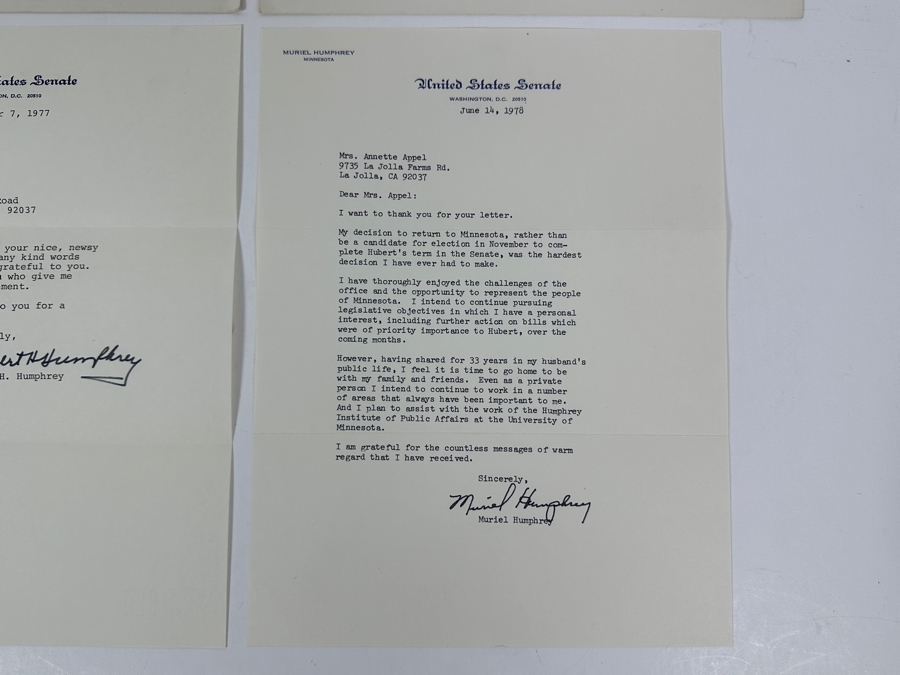 ates Senate
ON, D.C. 20510
r 7, 1977
oad
92037
your nice, newsy
any kind words
grateful to you.
who give me
ment.
o you for a
ly,
ert H Humphrey
H. Humphrey
MURIEL HUMPHREY
MINNESOTA
United States Senate
WASHINGTON, D.C. 20510
June 14, 1978
Mrs. Annette Appel
9735 La Jolla Farms Rd.
La Jolla, CA 92037
Dear Mrs. Appel:
I want to thank you for your letter.
My decision to return to Minnesota, rather than
be a candidate for election in November to com-
plete Hubert's term in the Senate, was the hardest
decision I have ever had to make.
I have thoroughly enjoyed the challenges of the
office and the opportunity to represent the people
of Minnesota. I intend to continue pursuing
legislative objectives in which I have a personal
interest, including further action on bills which
were of priority importance to Hubert, over the
coming months.
However, having shared for 33 years in my husband's
public life, I feel it is time to go home to be
with my family and friends. Even as a private
person I intend to continue to work in a number
of areas that always have been important to me.
And I plan to assist with the work of the Humphrey
Institute of Public Affairs at the University of
Minnesota.
I am grateful for the countless messages of warm
regard that I have received.
Sincerely,
Muriel Humphrey
Muriel Humphrey